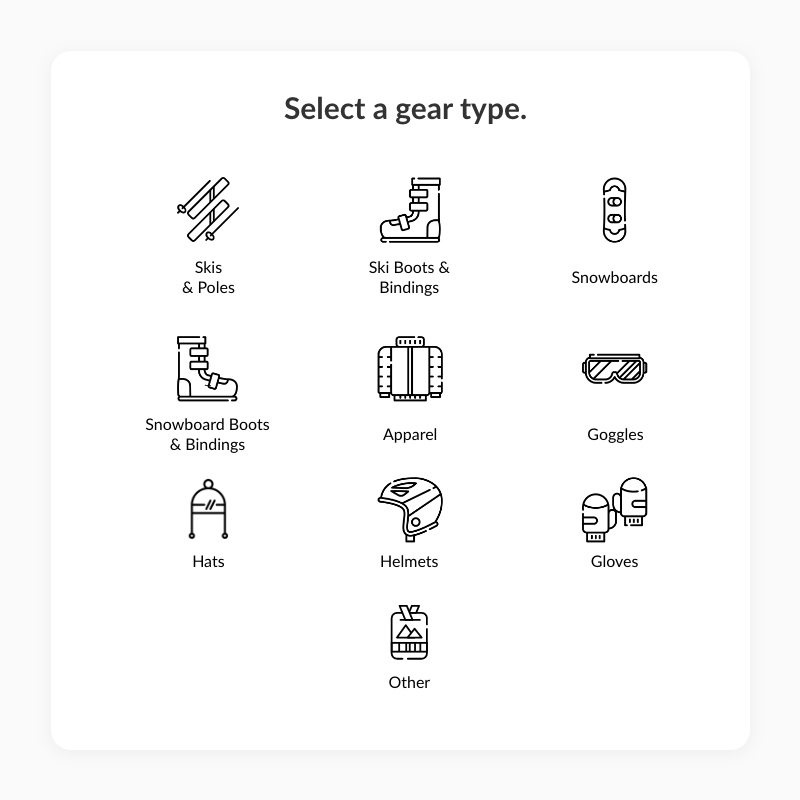 Select a gear type.
Skis
& Poles
Ski Boots &
Bindings
Snowboards
Snowboard Boots
& Bindings
Apparel
Goggles
Hats
Helmets
Gloves
Other